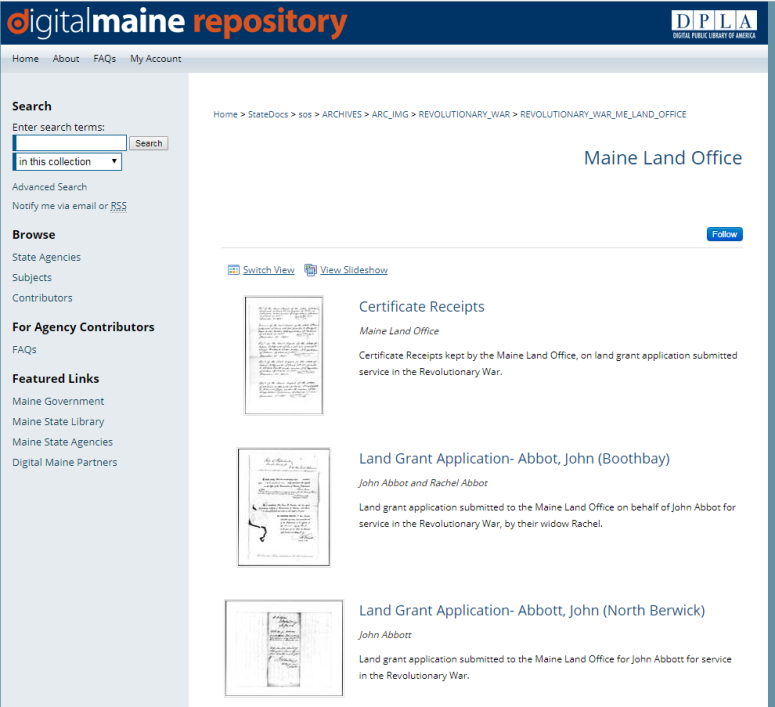 digitalmaine repository
DPLA
DIGITAL PUBLIC LIBRARY OF AMERICA
Home About FAQs My Account
Search
Enter search terms:
Search
in this collection
Advanced Search
Notify me via email or RSS
Browse
State Agencies
Subjects
Contributors
For Agency Contributors
FAQs
Featured Links
Maine Government
Maine State Library
Maine State Agencies
Digital Maine Partners
Home > StateDocs > sos > ARCHIVES > ARC_IMG > REVOLUTIONARY_WAR > REVOLUTIONARY_WAR_ME_LAND_OFFICE
Maine Land Office
Follow
Switch View View Slideshow
Certificate Receipts
Maine Land Office
Certificate Receipts kept by the Maine Land Office, on land grant application submitted
service in the Revolutionary War.
Land Grant Application- Abbot, John (Boothbay)
John Abbot and Rachel Abbot
Land grant application submitted to the Maine Land Office on behalf of John Abbot for
service in the Revolutionary War, by their widow Rachel.
Land Grant Application- Abbott, John (North Berwick)
John Abbott
Land grant application submitted to the Maine Land Office for John Abbott for service
in the Revolutionary War.